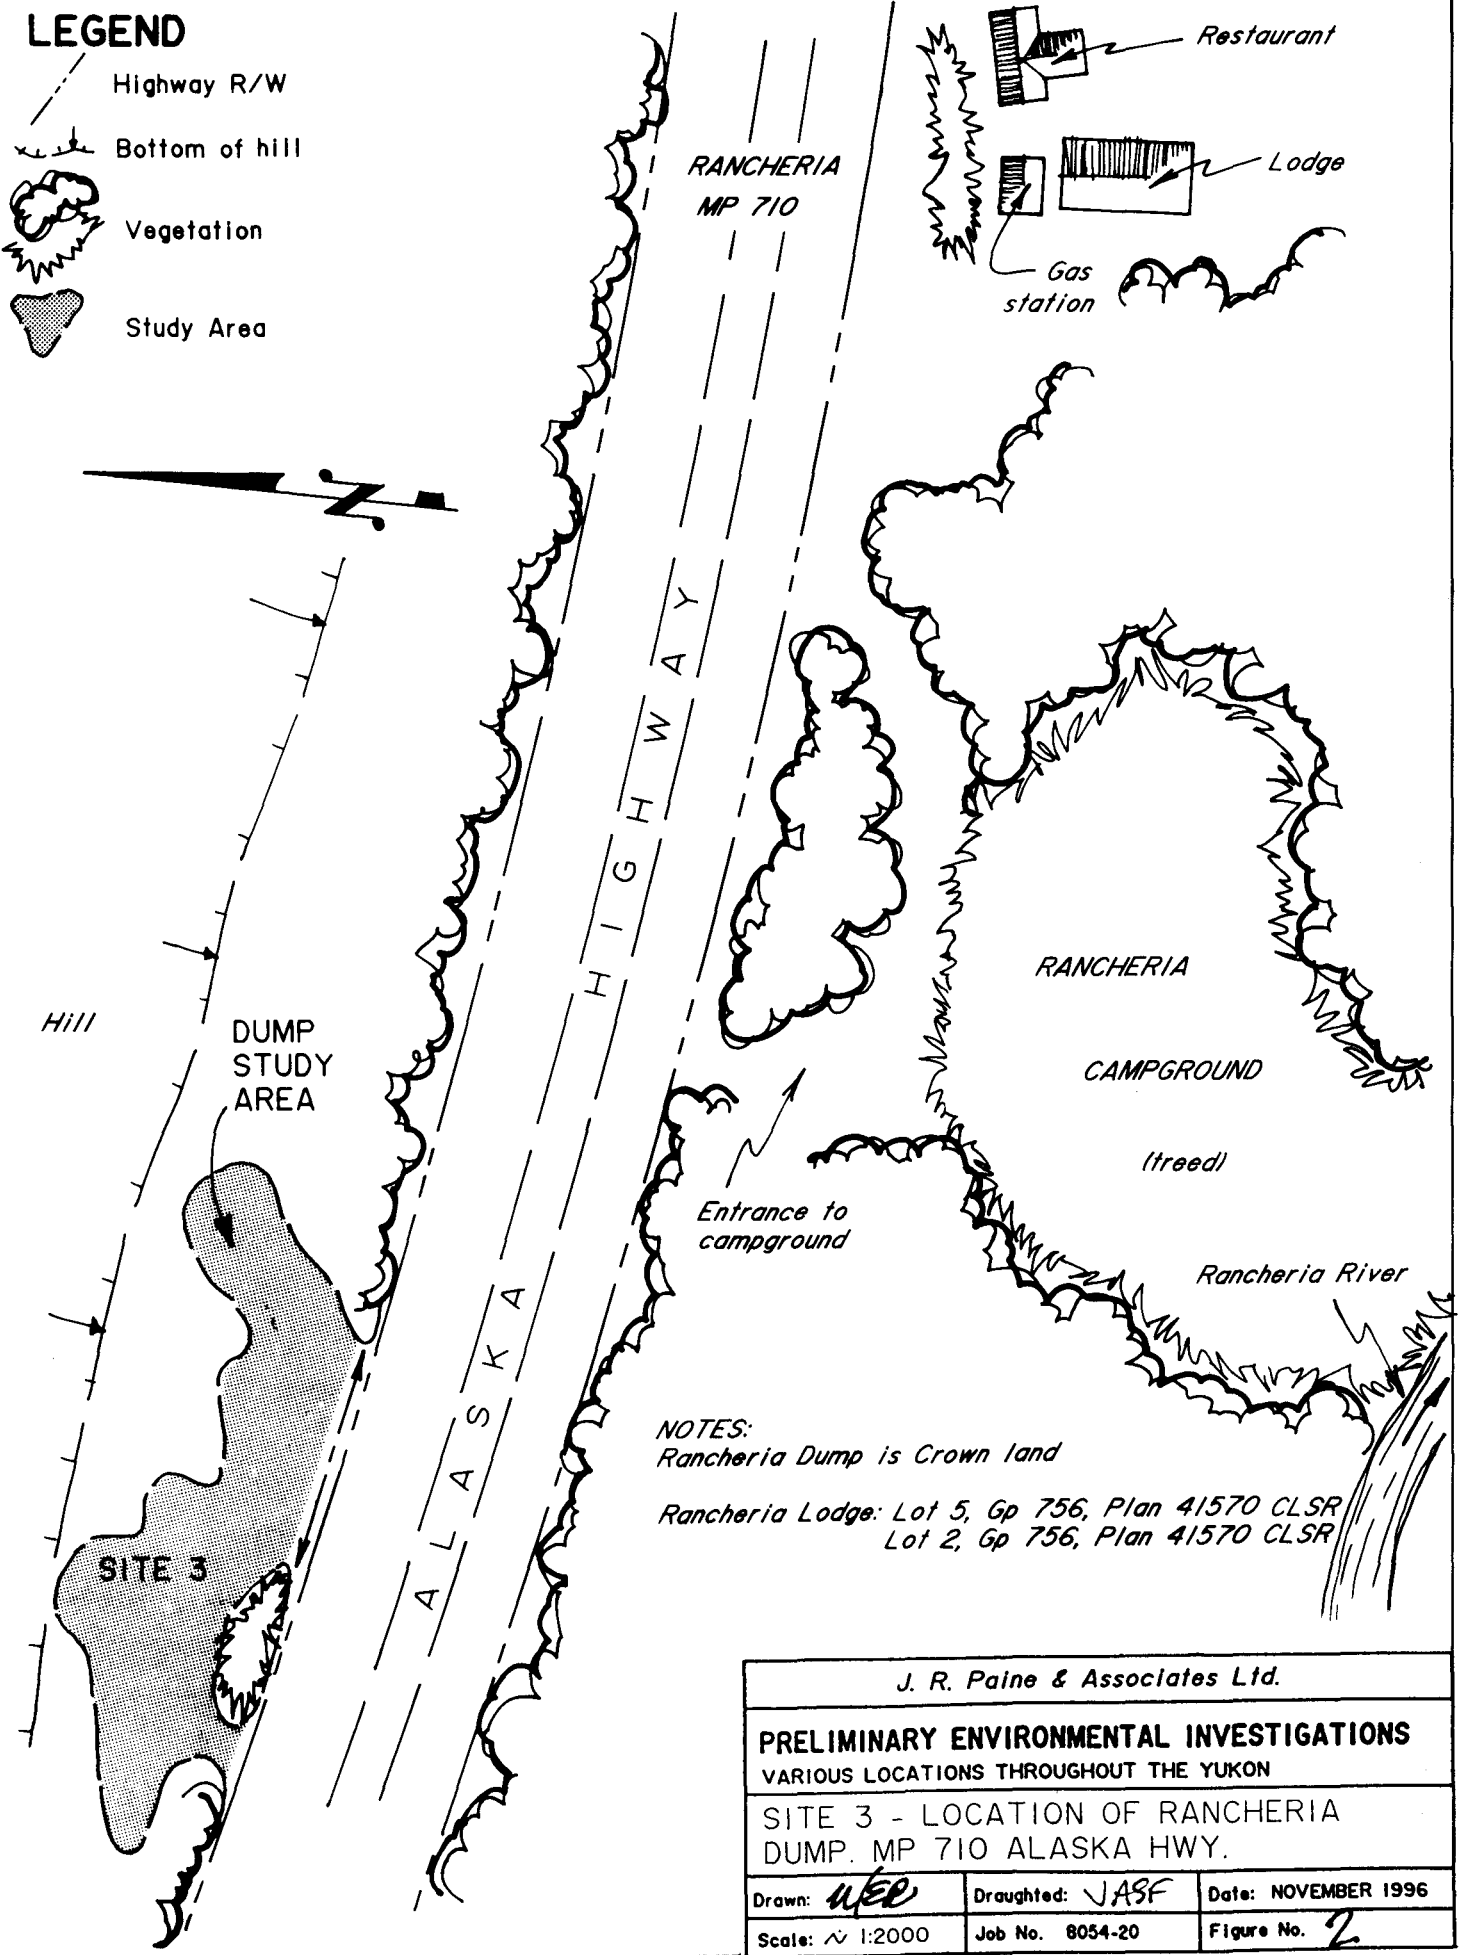 LEGEND
Highway R/W
Bottom of hill
Vegetation
Study Area
Restaurant
Lodge
Gas
station
RANCHERIA
MP 710
N
ALASKA HIGHWAY
Hill
DUMP
STUDY
AREA
SITE 3
RANCHERIA
CAMPGROUND
(treed)
Entrance to
campground
Rancheria River
NOTES:
Rancheria Dump is Crown land
Rancheria Lodge: Lot 5, Gp 756, Plan 41570 CLSR
Lot 2, Gp 756, Plan 41570 CLSR
J. R. Paine & Associates Ltd.
PRELIMINARY ENVIRONMENTAL INVESTIGATIONS
VARIOUS LOCATIONS THROUGHOUT THE YUKON
SITE 3 - LOCATION OF RANCHERIA
DUMP. MP 710 ALASKA HWY.
Drawn:
Draughted: JASF
Date: NOVEMBER 1996
Scale: ~ 1:2000
Job No. 8054-20
Figure No. 2